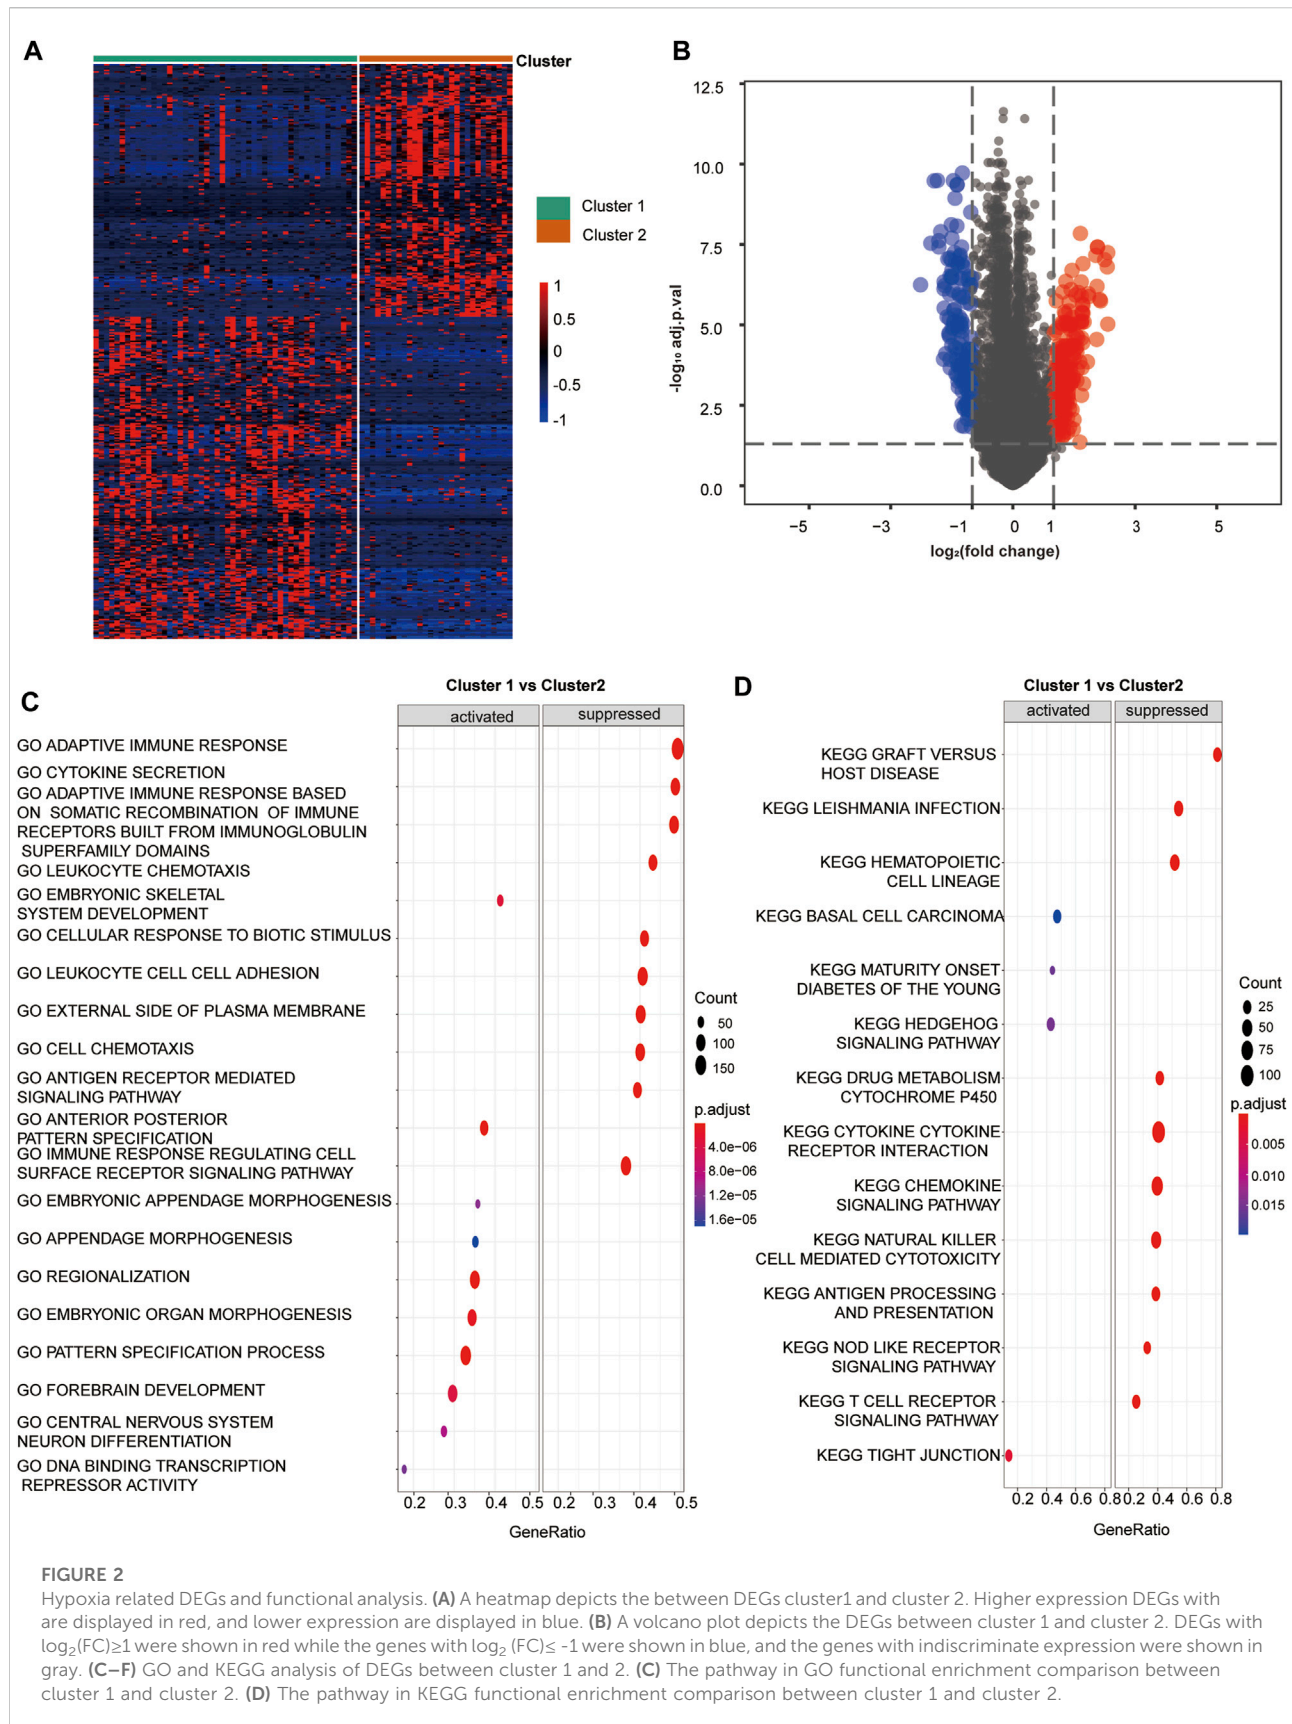 A
Cluster
Cluster 1
Cluster 2
1
0.5
0
-0.5
-1
B
12.5
10.0
7.5
5.0
2.5
0.0
-log₁₀ adj.p.val
−5
−3
−1
0
1
3
5
log₂(fold change)
C
Cluster 1 vs Cluster2
activated
suppressed
GO ADAPTIVE IMMUNE RESPONSE
GO CYTOKINE SECRETION
GO ADAPTIVE IMMUNE RESPONSE BASED
ON SOMATIC RECOMBINATION OF IMMUNE
RECEPTORS BUILT FROM IMMUNOGLOBULIN
SUPERFAMILY DOMAINS
GO LEUKOCYTE CHEMOTAXIS
GO EMBRYONIC SKELETAL
SYSTEM DEVELOPMENT
GO CELLULAR RESPONSE TO BIOTIC STIMULUS
GO LEUKOCYTE CELL CELL ADHESION
GO EXTERNAL SIDE OF PLASMA MEMBRANE
GO CELL CHEMOTAXIS
GO ANTIGEN RECEPTOR MEDIATED
SIGNALING PATHWAY
GO ANTERIOR POSTERIOR
PATTERN SPECIFICATION
GO IMMUNE RESPONSE REGULATING CELL
SURFACE RECEPTOR SIGNALING PATHWAY
GO EMBRYONIC APPENDAGE MORPHOGENESIS
GO APPENDAGE MORPHOGENESIS
GO REGIONALIZATION
GO EMBRYONIC ORGAN MORPHOGENESIS
GO PATTERN SPECIFICATION PROCESS
GO FOREBRAIN DEVELOPMENT
GO CENTRAL NERVOUS SYSTEM
NEURON DIFFERENTIATION
GO DNA BINDING TRANSCRIPTION
REPRESSOR ACTIVITY
0.2 0.3 0.4 0.5 0.2 0.3 0.4 0.5
GeneRatio
Count
50
100
150
p.adjust
4.0e−06
8.0e−06
1.2e−05
1.6e−05
D
Cluster 1 vs Cluster2
activated
suppressed
KEGG GRAFT VERSUS
HOST DISEASE
KEGG LEISHMANIA INFECTION
KEGG HEMATOPOIETIC
CELL LINEAGE
KEGG BASAL CELL CARCINOMA
KEGG MATURITY ONSET
DIABETES OF THE YOUNG
KEGG HEDGEHOG
SIGNALING PATHWAY
KEGG DRUG METABOLISM
CYTOCHROME P450
KEGG CYTOKINE CYTOKINE
RECEPTOR INTERACTION
KEGG CHEMOKINE
SIGNALING PATHWAY
KEGG NATURAL KILLER
CELL MEDIATED CYTOTOXICITY
KEGG ANTIGEN PROCESSING
AND PRESENTATION
KEGG NOD LIKE RECEPTOR
SIGNALING PATHWAY
KEGG T CELL RECEPTOR
SIGNALING PATHWAY
KEGG TIGHT JUNCTION
0.2 0.4 0.6 0.8 0.2 0.4 0.6 0.8
GeneRatio
Count
25
50
75
100
p.adjust
0.005
0.010
0.015
FIGURE 2
Hypoxia related DEGs and functional analysis. (A) A heatmap depicts the between DEGs cluster1 and cluster 2. Higher expression DEGs with
are displayed in red, and lower expression are displayed in blue. (B) A volcano plot depicts the DEGs between cluster 1 and cluster 2. DEGs with
log₂(FC)≥1 were shown in red while the genes with log₂ (FC)≤ -1 were shown in blue, and the genes with indiscriminate expression were shown in
gray. (C–F) GO and KEGG analysis of DEGs between cluster 1 and 2. (C) The pathway in GO functional enrichment comparison between
cluster 1 and cluster 2. (D) The pathway in KEGG functional enrichment comparison between cluster 1 and cluster 2.